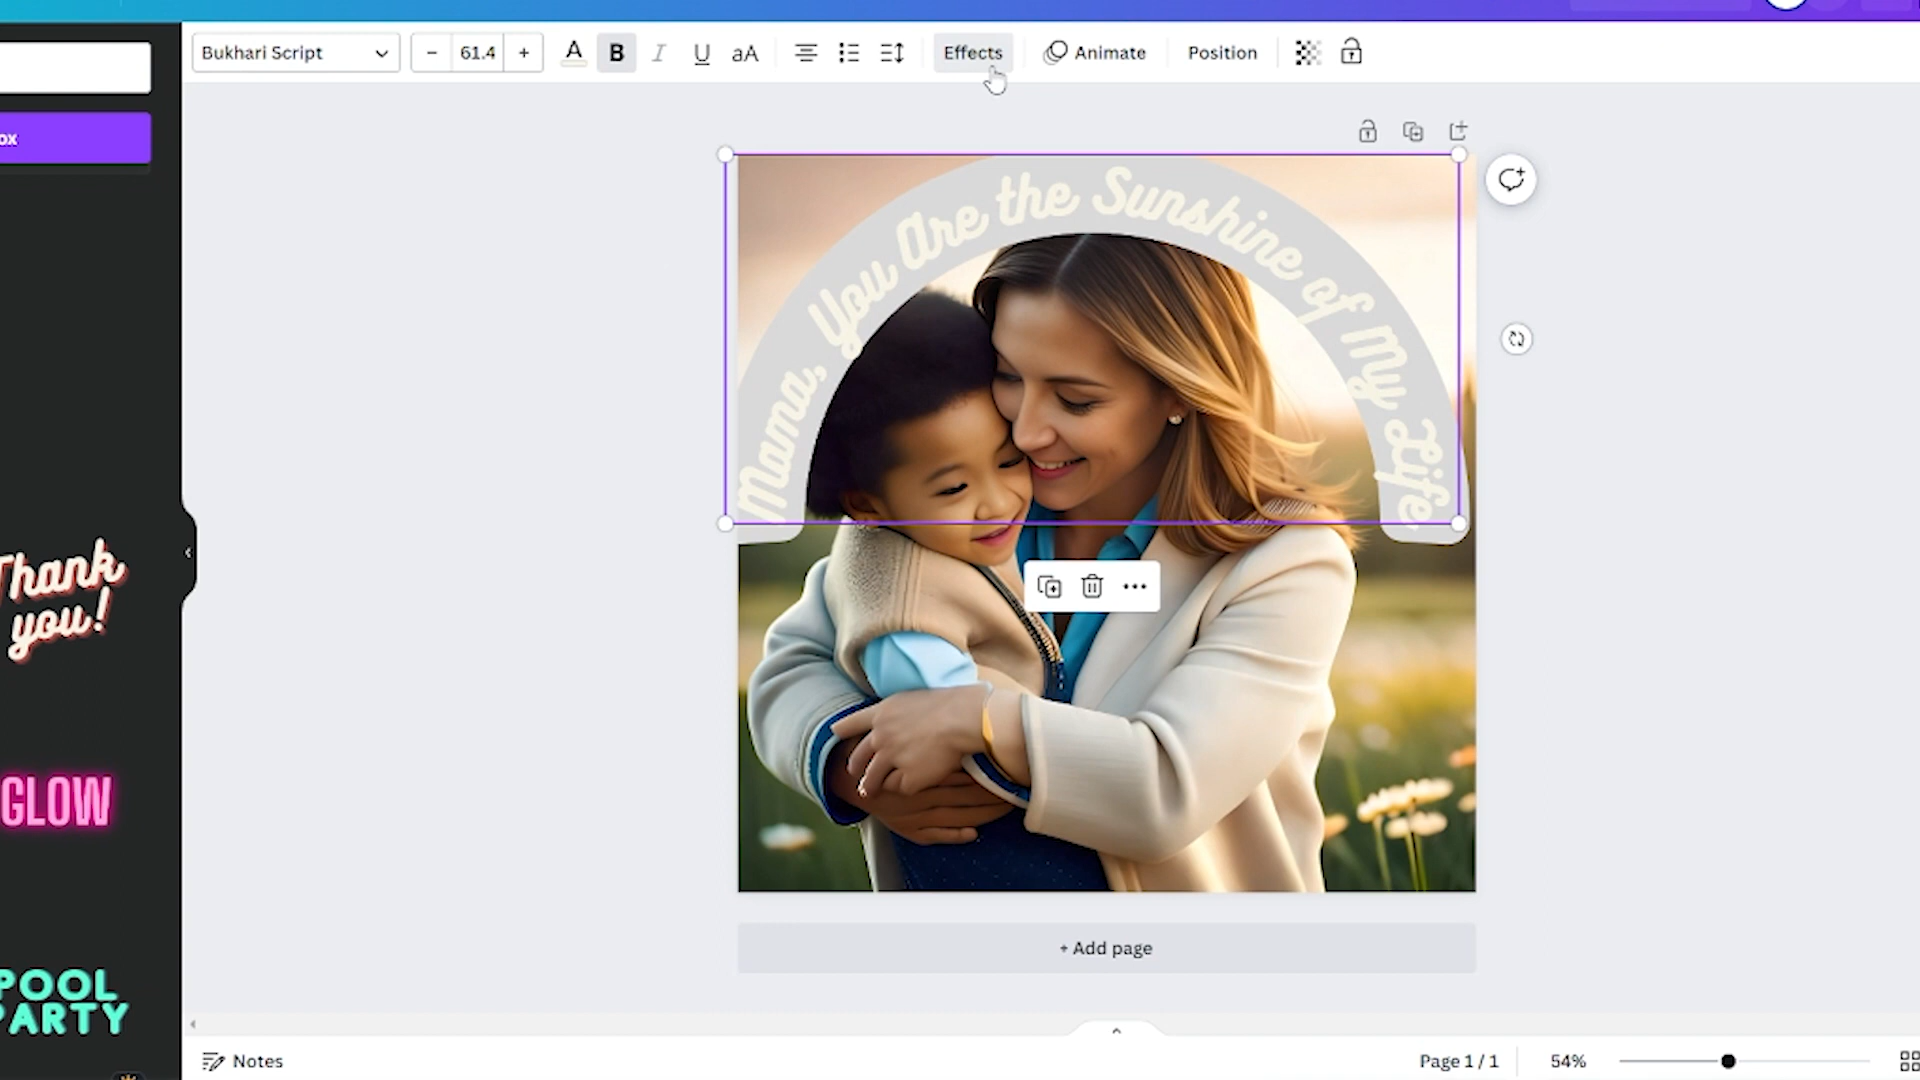 Bukhari Script
− 61.4 +
A B I U aA
Effects
Animate
Position
ox
Mama, You Are the Sunshine of My Life
Thank
you!
GLOW
POOL
PARTY
+ Add page
Notes
Page 1 / 1
54%